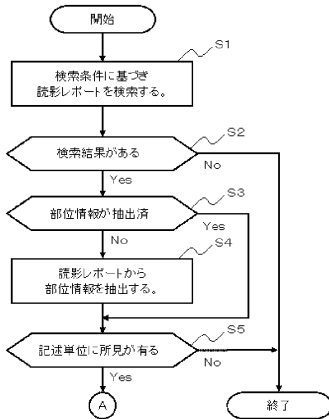 開始
S1
検索条件に基づき
読影レポートを検索する。
S2
検索結果がある
No
Yes
S3
部位情報が抽出済
Yes
No
S4
読影レポートから
部位情報を抽出する。
S5
記述単位に所見が有る
No
Yes
A
終了